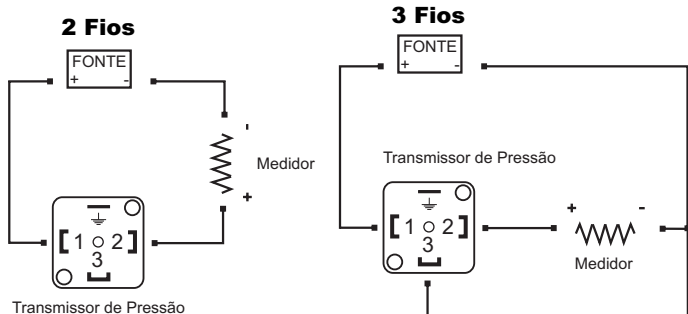 2 Fios
FONTE
+ -
-
Medidor
+
1 2
3
Transmissor de Pressão
3 Fios
FONTE
+ -
Transmissor de Pressão
1 2
3
+ -
Medidor